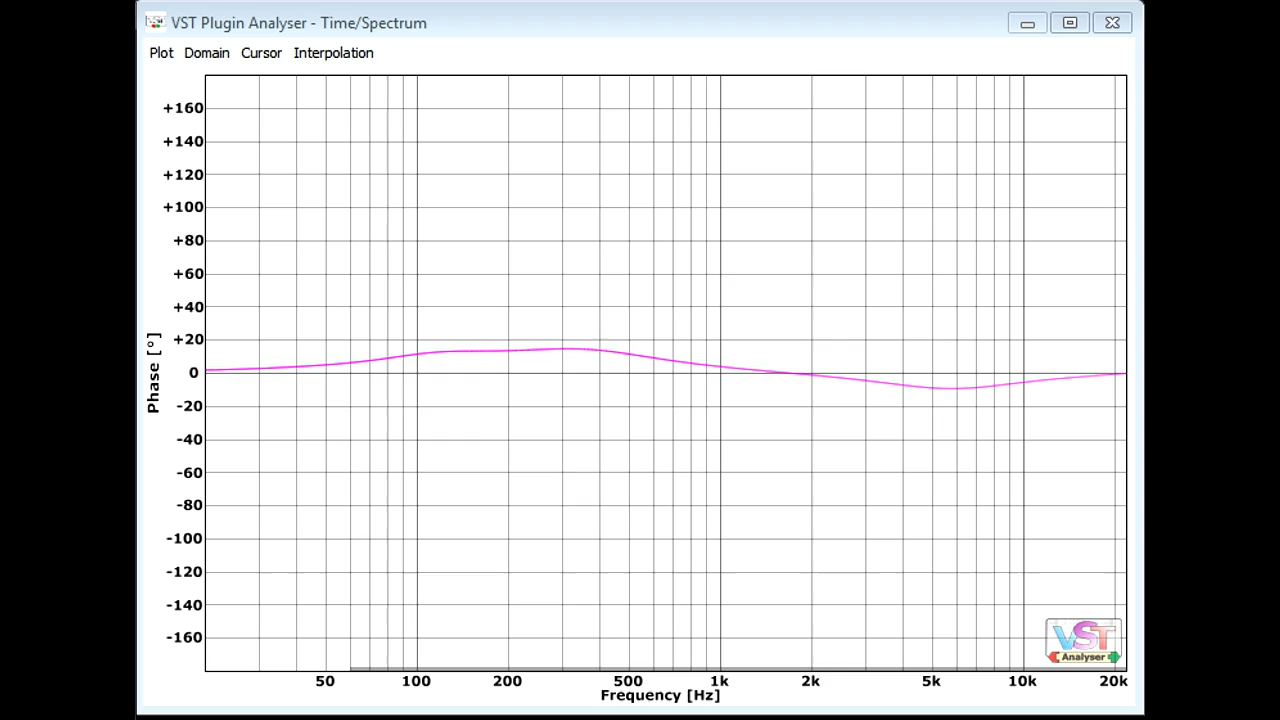 VST Plugin Analyser - Time/Spectrum
Plot Domain Cursor Interpolation
+160
+140
+120
+100
+80
+60
+40
+20
0
-20
-40
-60
-80
-100
-120
-140
-160
Phase [°]
50 100 200 500 1k 2k 5k 10k 20k
Frequency [Hz]
VST
Analyser